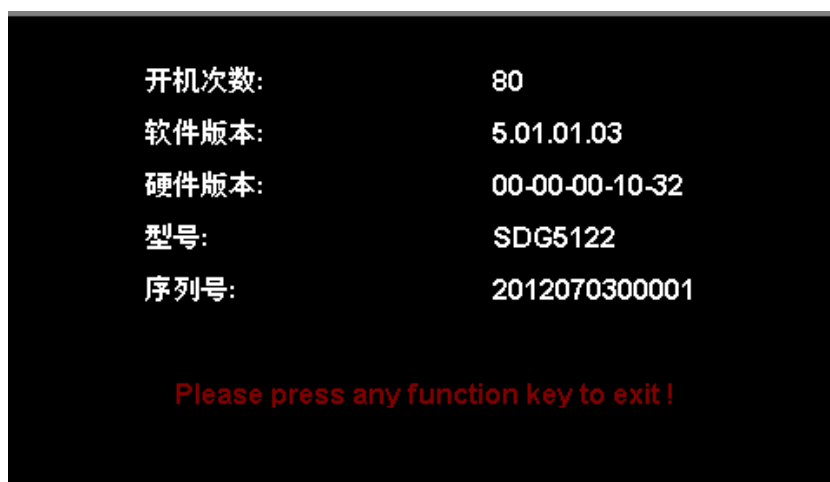 开机次数: 80
软件版本: 5.01.01.03
硬件版本: 00-00-00-10-32
型号: SDG5122
序列号: 2012070300001
Please press any function key to exit !